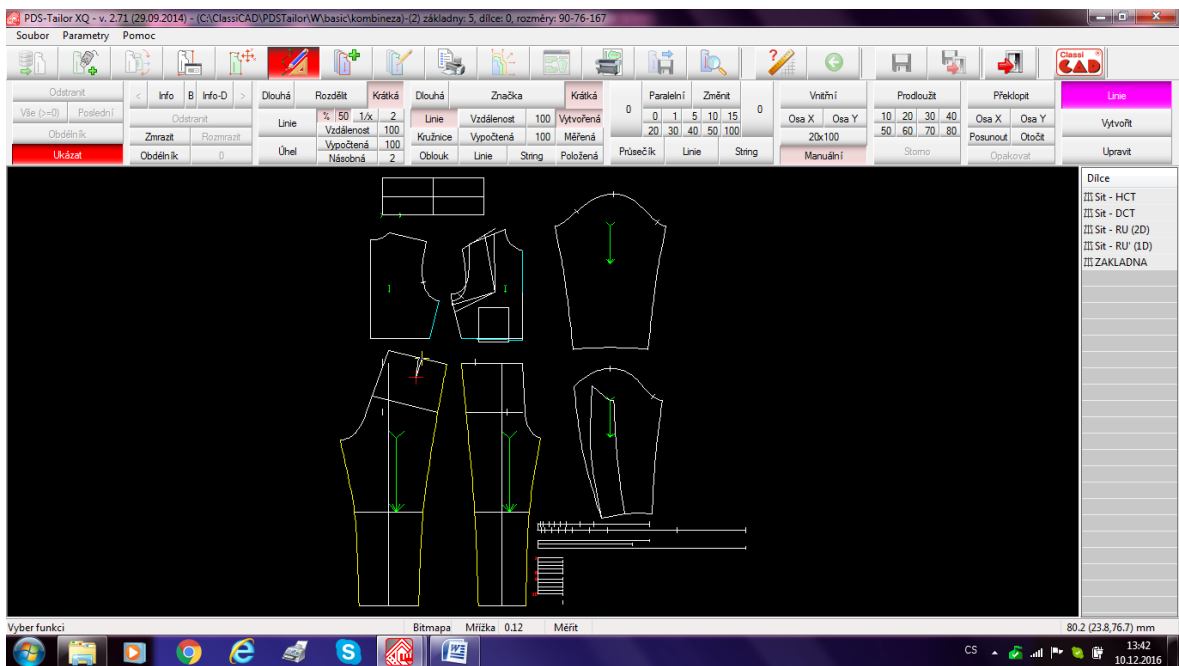 PDS-Tailor XQ - v. 2.71 (29.09.2014) - (C:\ClassiCAD\PDSTailor\W\basic\kombineza)-(2) základny: 5, dílce: 0, rozměry: 90-76-167
Soubor Parametry Pomoc
Classi CAD
Odstranit < Info B Info-D > Dlouhá Rozdělit Krátká Dlouhá Značka Krátká 0 Paralelní Změnit 0 Vnitřní Prodloužit Překlopit Linie
Vše (>=0) Poslední Odstranit Linie % 50 1/x 2 Linie Vzdálenost 100 Vytvořená 0 1 5 10 15 Osa X Osa Y 10 20 30 40 Osa X Osa Y Vytvořit
Obdélník Zmrazit Rozmrazit Vzdálenost 100 Kružnice Vypočtená 100 Měřená 20 30 40 50 100 20x100 50 60 70 80 Posunout Otočit
Ukázat Obdélník 0 Úhel Vypočtená 100 Násobná 2 Oblouk Linie String Položená Průsečík Linie String Manuální Storno Opakovat Upravit
Dílce
Sit - HCT
Sit - DCT
Sit - RU (2D)
Sit - RU' (1D)
ZAKLADNA
Vyber funkci Bitmapa Mřížka 0.12 Měřit 80.2 (23.8,76.7) mm
CS 13:42
10.12.2016